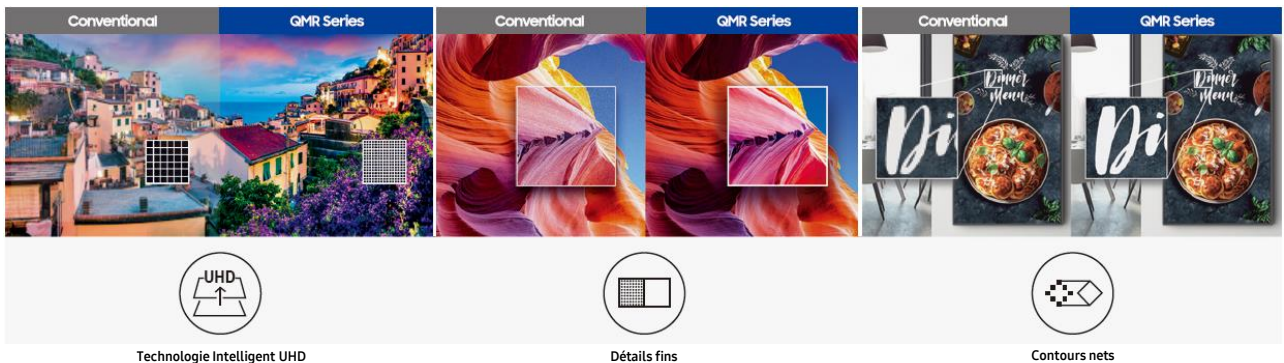 Conventional
QMR Series
Conventional
QMR Series
Conventional
QMR Series
Dinner
Menu
Di
Dinner
Menu
Di
UHD
Technologie Intelligent UHD
Détails fins
Contours nets